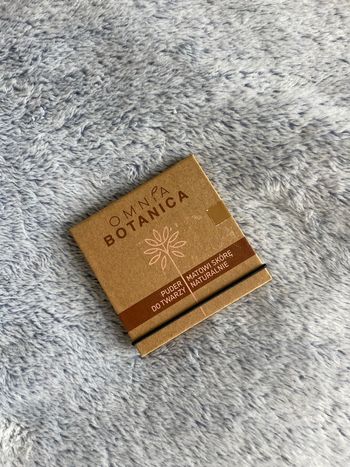 OMNIA
BOTANICA
PUDER
DO TWARZY
MATOWI SKÓRĘ
NATURALNIE